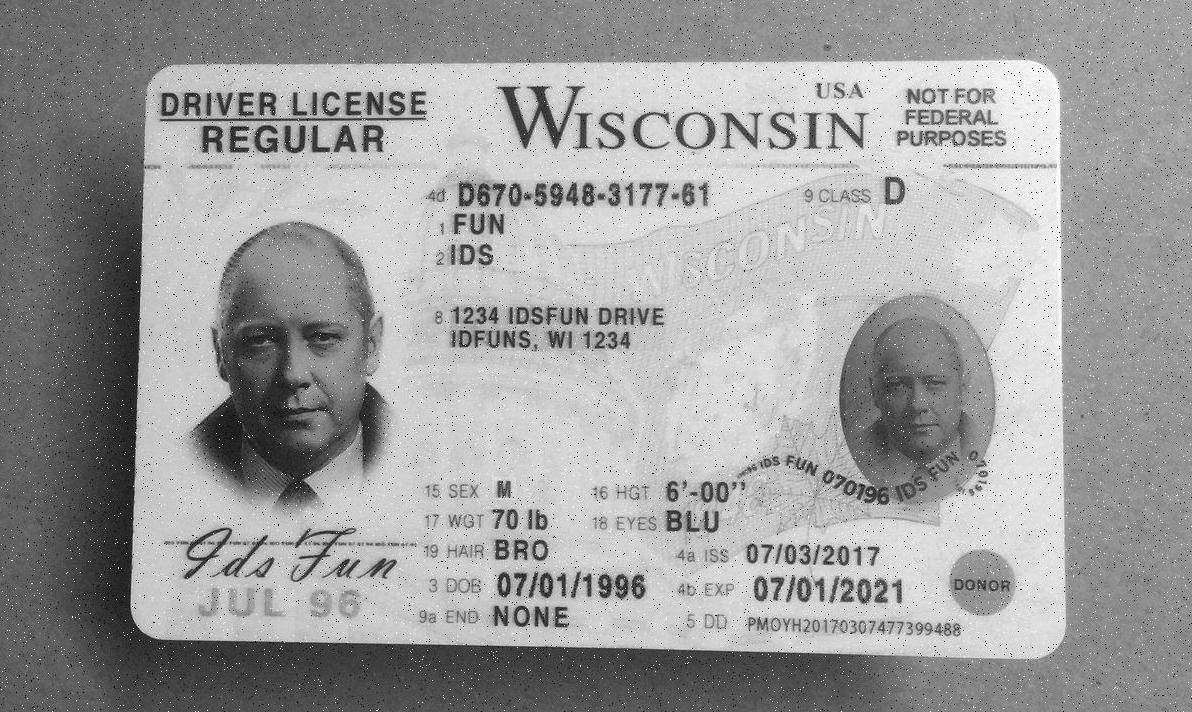 USA
DRIVER LICENSE
REGULAR
WISCONSIN
NOT FOR
FEDERAL
PURPOSES
4d D670-5948-3177-61
9 CLASS D
1 FUN
2 IDS
WISCONSIN
8 1234 IDSFUN DRIVE
IDFUNS, WI 1234
IDS FUN 070196 IDS FUN
15 SEX M 16 HGT 6'-00"
17 WGT 70 lb 18 EYES BLU
19 HAIR BRO 4a ISS 07/03/2017
3 DOB 07/01/1996 4b EXP 07/01/2021
9a END NONE 5 DD PMOYH20170307477399488
DONOR
Ids Fun
JUL 96